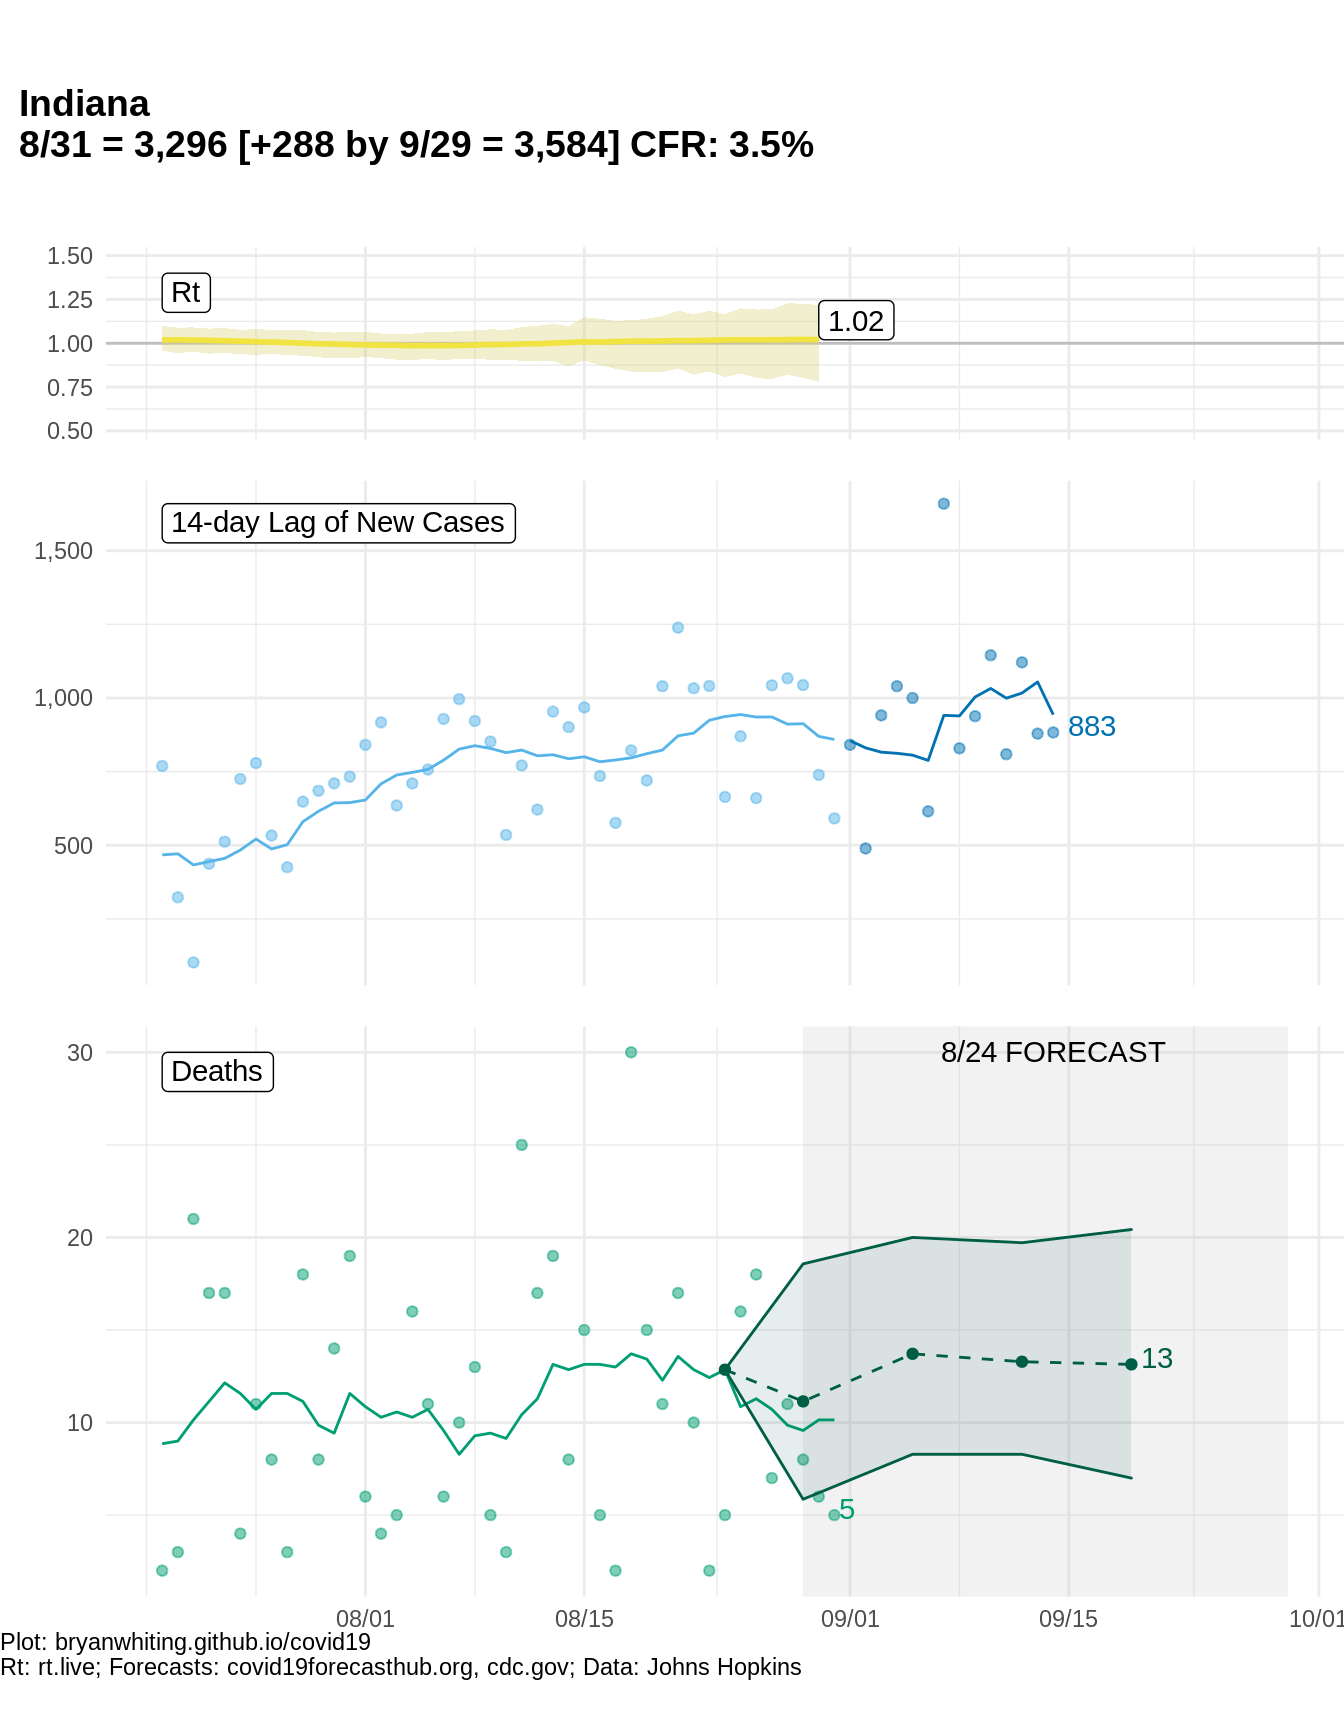 Indiana
8/31 = 3,296 [+288 by 9/29 = 3,584] CFR: 3.5%
1.50
Rt
1.25
1.02
1.00
0.75
0.50
14-day Lag of New Cases
1,500
1,000
883
500
30
8/24 FORECAST
Deaths
20
13
10
5
08/01 08/15 09/01 09/15 10/01
Plot: bryanwhiting.github.io/covid19
Rt: rt.live; Forecasts: covid19forecasthub.org, cdc.gov; Data: Johns Hopkins